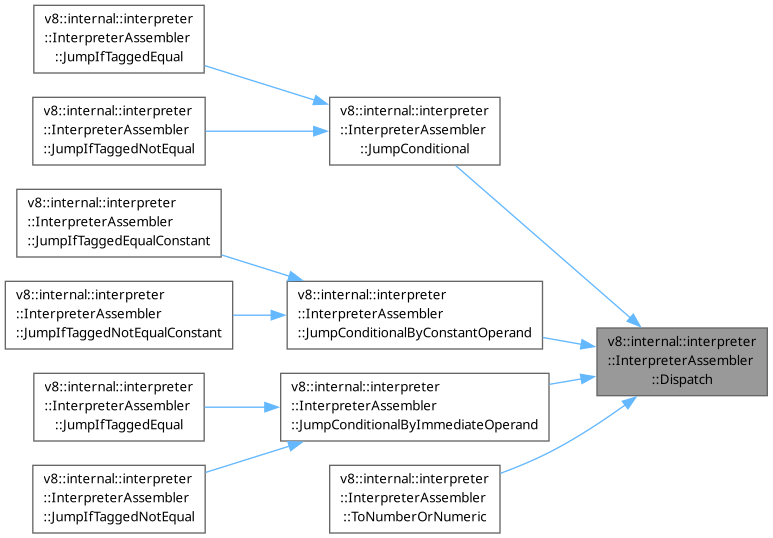 v8::internal::interpreter
::InterpreterAssembler
::JumpIfTaggedEqual
v8::internal::interpreter
::InterpreterAssembler
::JumpIfTaggedNotEqual
v8::internal::interpreter
::InterpreterAssembler
::JumpConditional
v8::internal::interpreter
::InterpreterAssembler
::JumpIfTaggedEqualConstant
v8::internal::interpreter
::InterpreterAssembler
::JumpIfTaggedNotEqualConstant
v8::internal::interpreter
::InterpreterAssembler
::JumpConditionalByConstantOperand
v8::internal::interpreter
::InterpreterAssembler
::Dispatch
v8::internal::interpreter
::InterpreterAssembler
::JumpIfTaggedEqual
v8::internal::interpreter
::InterpreterAssembler
::JumpConditionalByImmediateOperand
v8::internal::interpreter
::InterpreterAssembler
::JumpIfTaggedNotEqual
v8::internal::interpreter
::InterpreterAssembler
::ToNumberOrNumeric